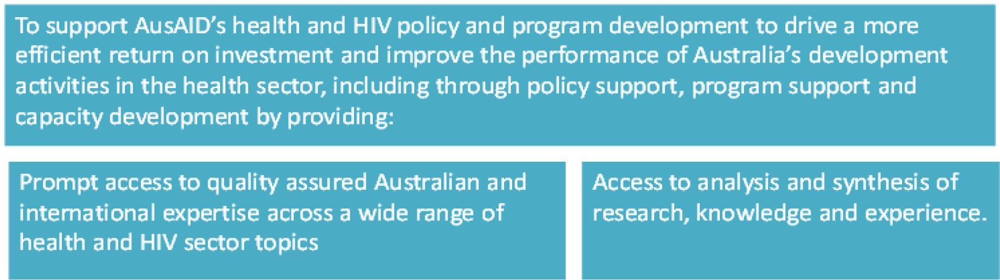 To support AusAID’s health and HIV policy and program development to drive a more
efficient return on investment and improve the performance of Australia’s development
activities in the health sector, including through policy support, program support and
capacity development by providing:
Prompt access to quality assured Australian and
international expertise across a wide range of
health and HIV sector topics
Access to analysis and synthesis of
research, knowledge and experience.